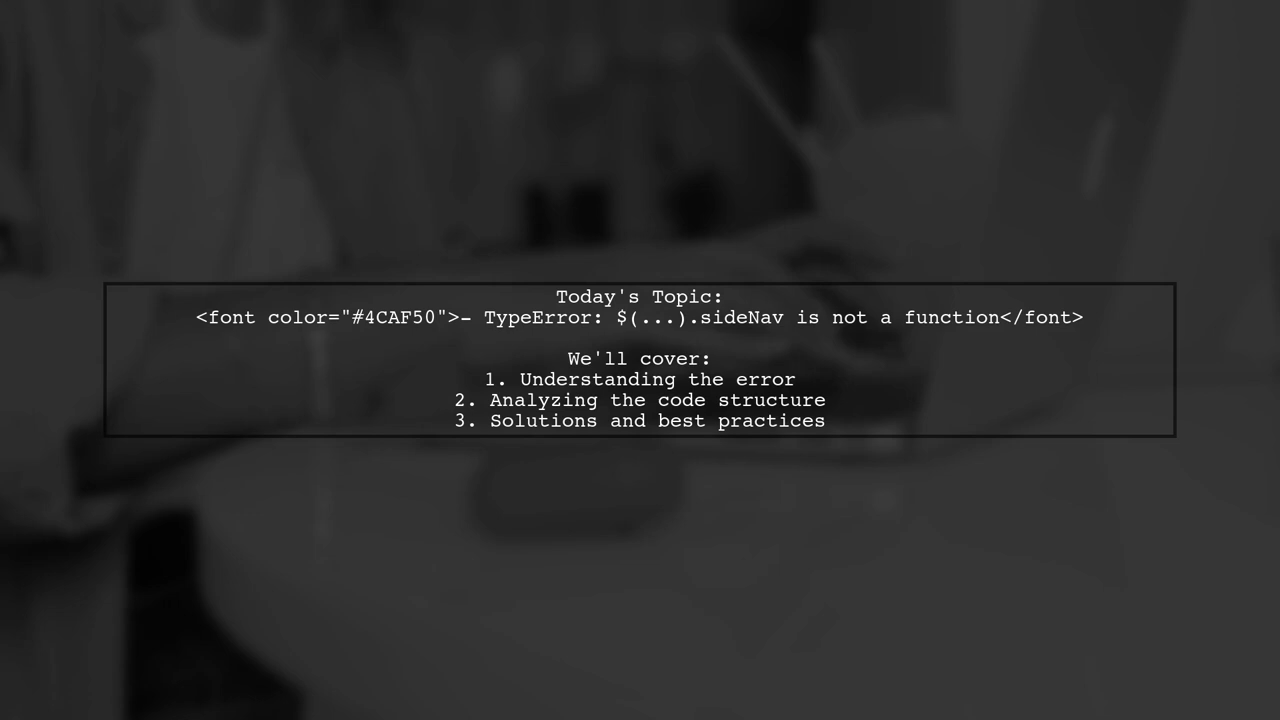 Today's Topic:
<font color="#4CAF50">– TypeError: $(...).sideNav is not a function</font>
We'll cover:
1. Understanding the error
2. Analyzing the code structure
3. Solutions and best practices